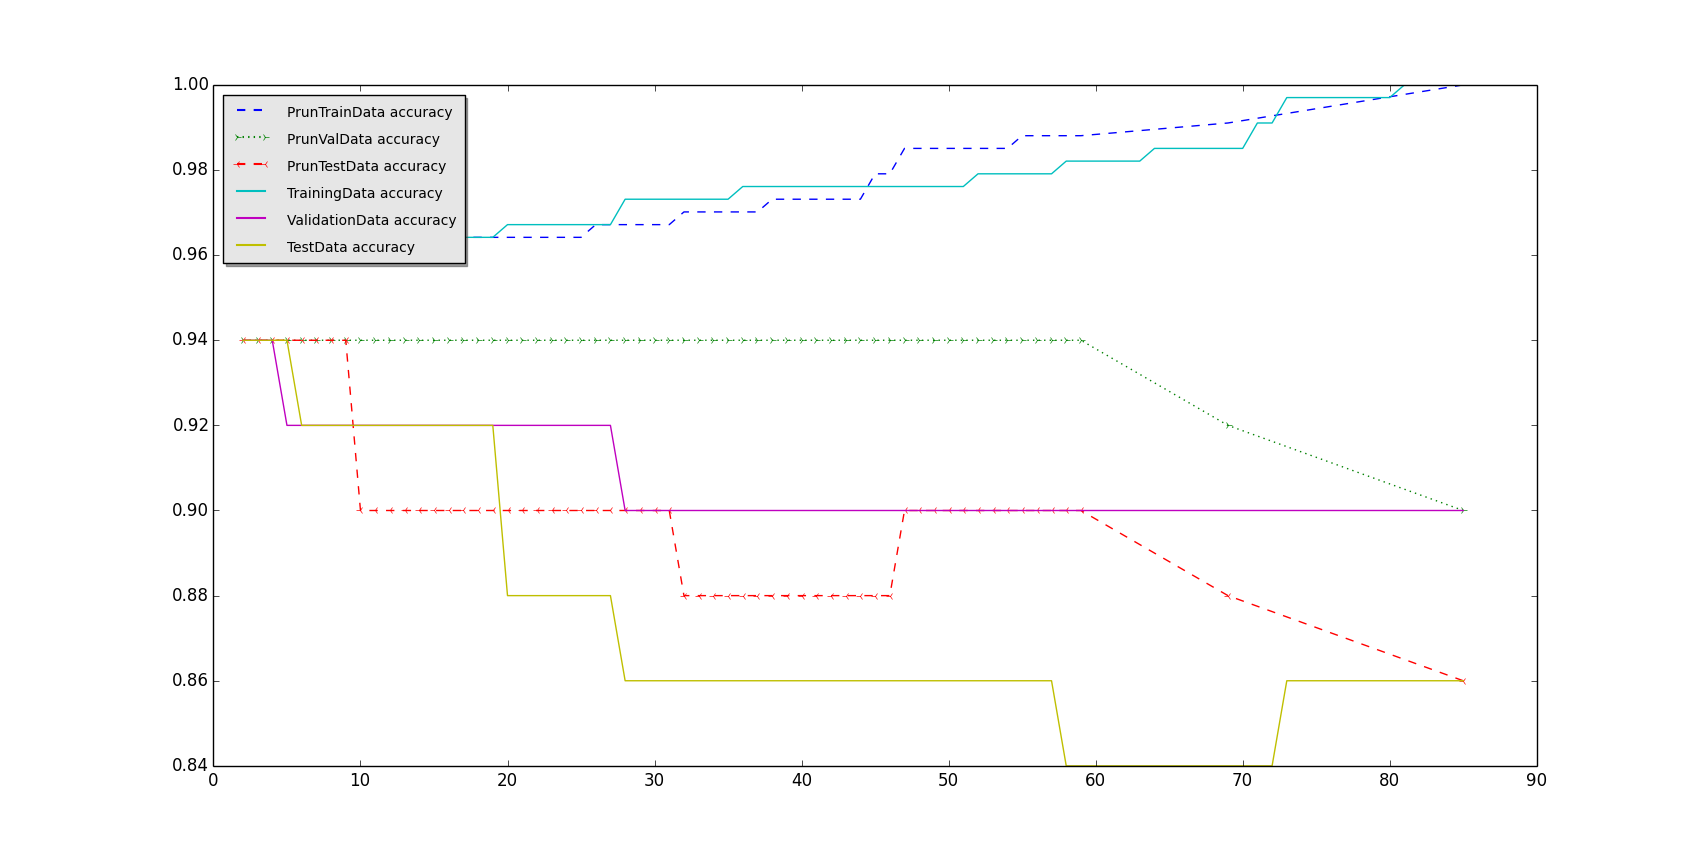 1.00
PrunTrainData accuracy
PrunValData accuracy
PrunTestData accuracy
TrainingData accuracy
ValidationData accuracy
TestData accuracy
0.98
0.96
0.94
0.92
0.90
0.88
0.86
0.84
0 10 20 30 40 50 60 70 80 90